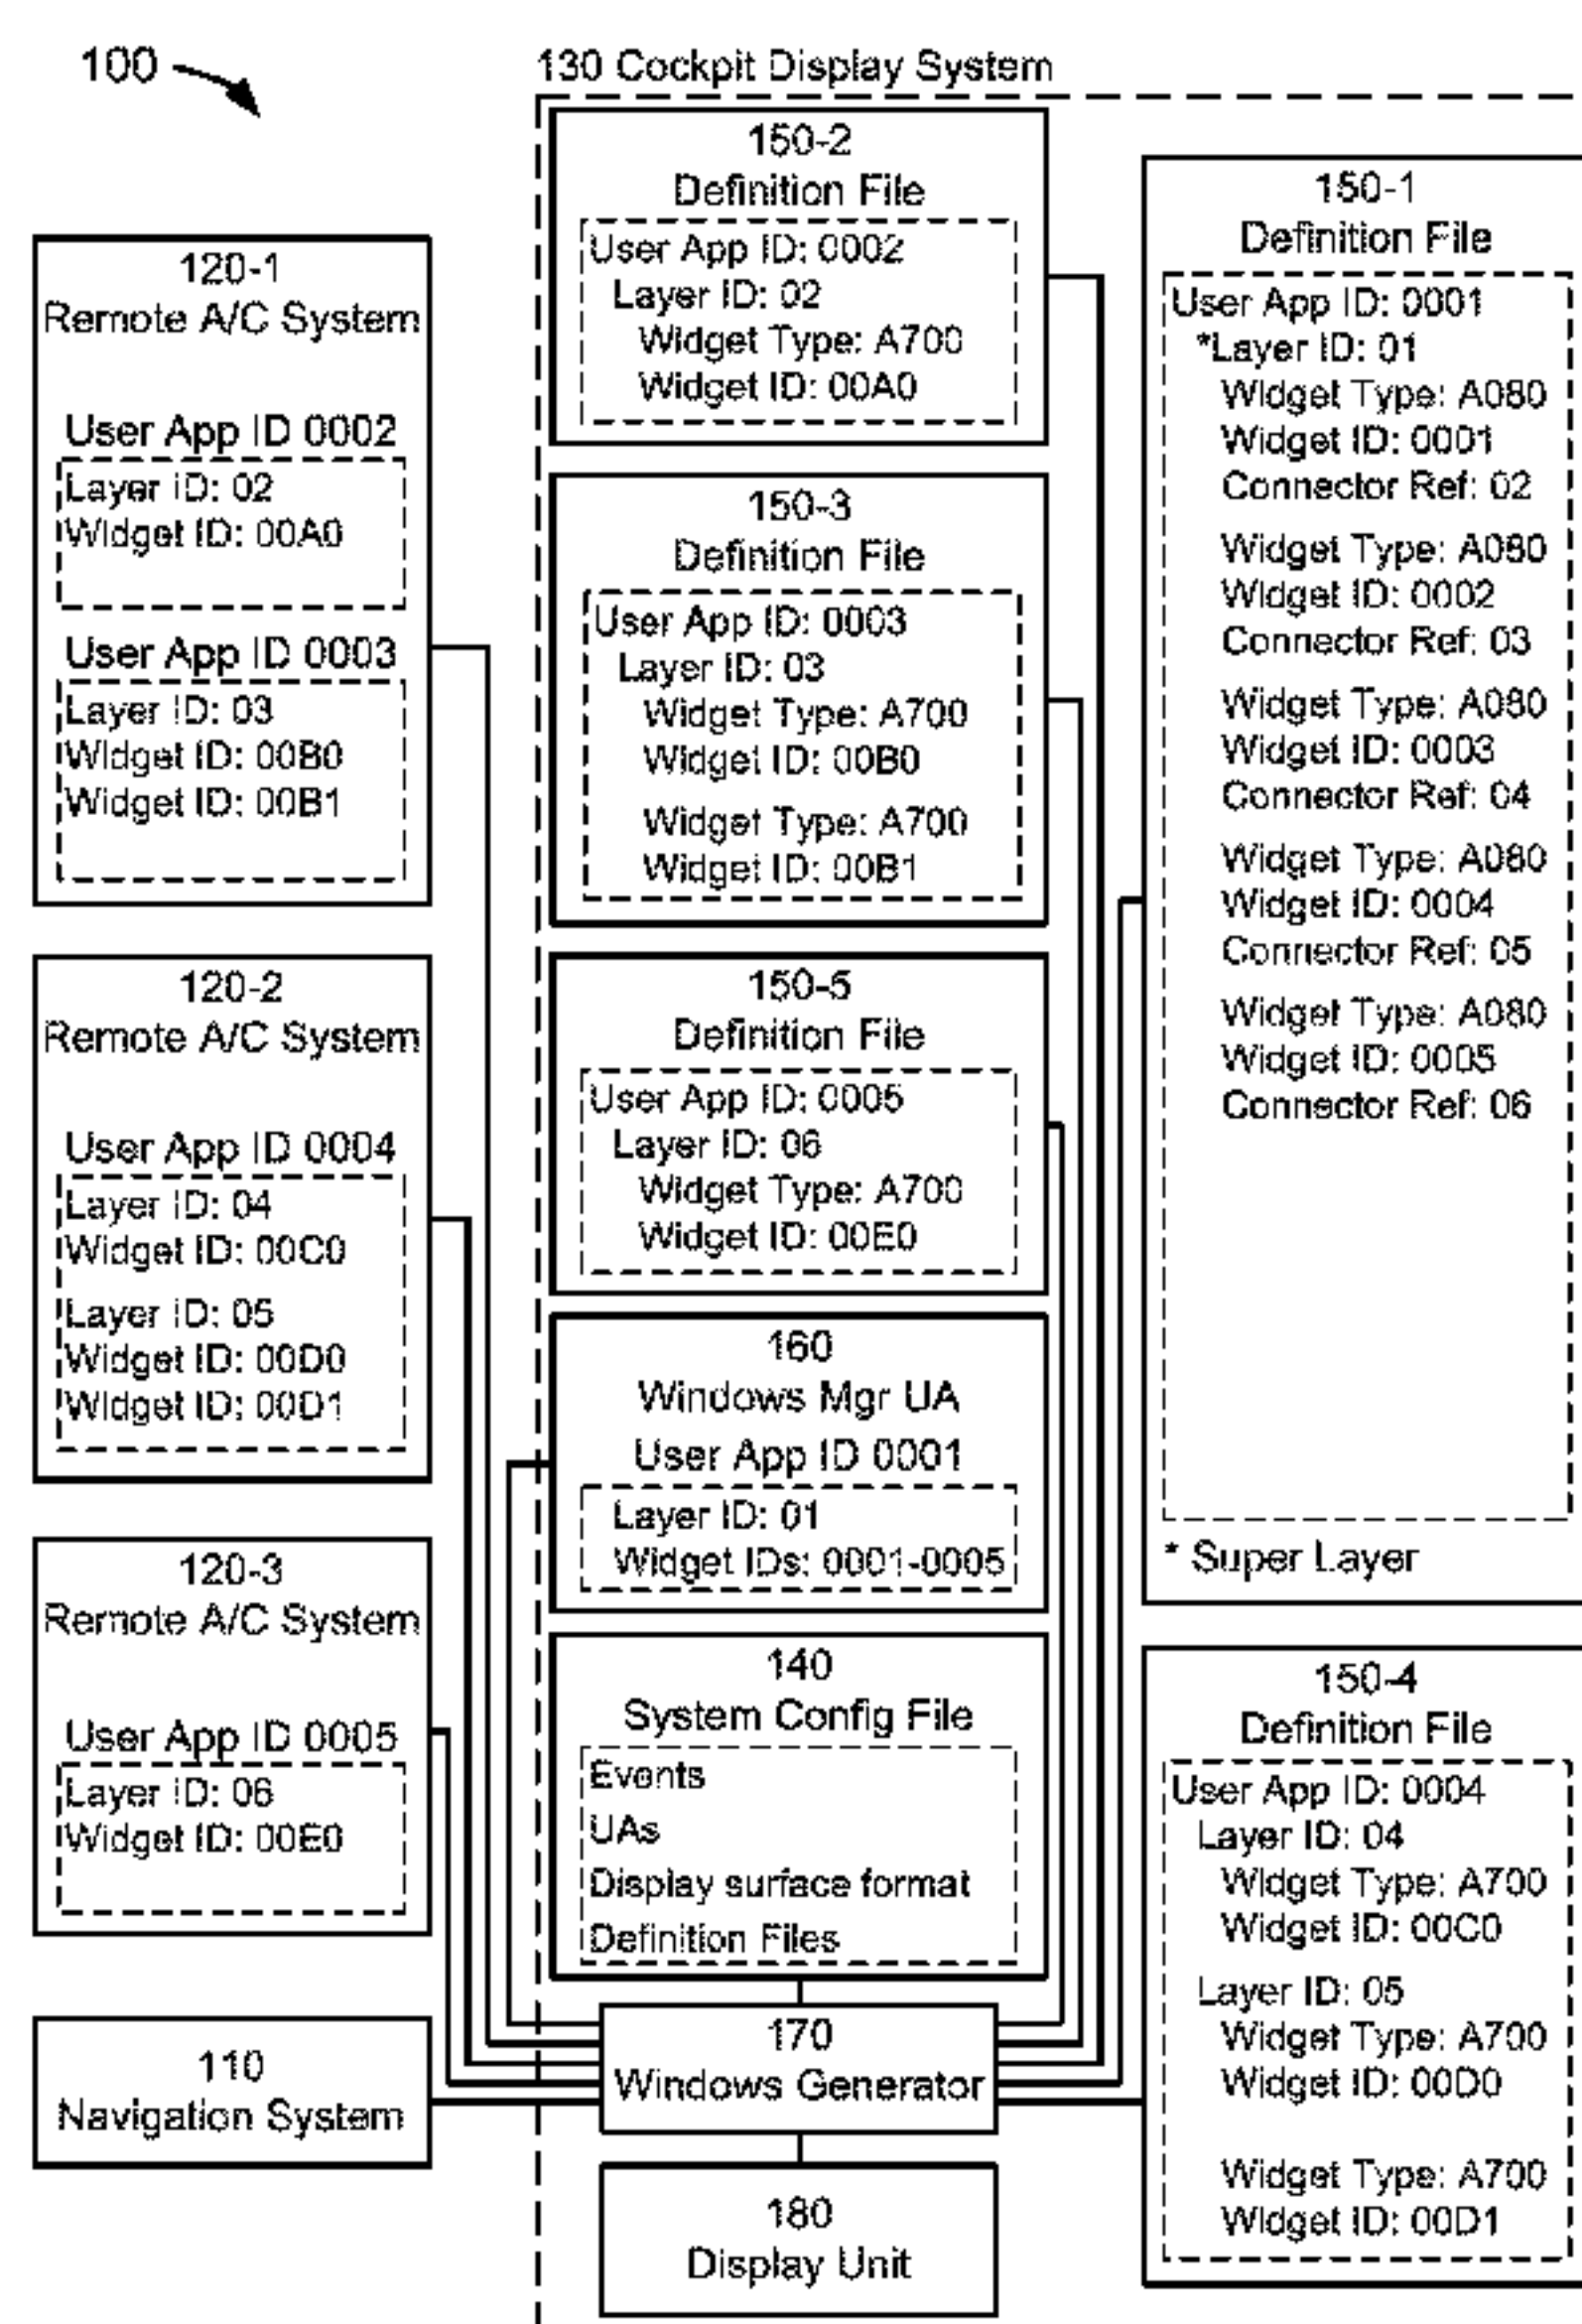 100
130 Cockpit Display System
120-1
Remote A/C System
User App ID 0002
Layer ID: 02
Widget ID: 00A0
User App ID 0003
Layer ID: 03
Widget ID: 00B0
Widget ID: 00B1
120-2
Remote A/C System
User App ID 0004
Layer ID: 04
Widget ID: 00C0
Layer ID: 05
Widget ID: 00D0
Widget ID: 00D1
120-3
Remote A/C System
User App ID 0005
Layer ID: 06
Widget ID: 00E0
110
Navigation System
150-2
Definition File
User App ID: 0002
Layer ID: 02
Widget Type: A700
Widget ID: 00A0
150-3
Definition File
User App ID: 0003
Layer ID: 03
Widget Type: A700
Widget ID: 00B0
Widget Type: A700
Widget ID: 00B1
150-5
Definition File
User App ID: 0005
Layer ID: 06
Widget Type: A700
Widget ID: 00E0
160
Windows Mgr UA
User App ID 0001
Layer ID: 01
Widget IDs: 0001-0005
140
System Config File
Events
UAs
Display surface format
Definition Files
170
Windows Generator
180
Display Unit
150-1
Definition File
User App ID: 0001
*Layer ID: 01
Widget Type: A080
Widget ID: 0001
Connector Ref: 02
Widget Type: A080
Widget ID: 0002
Connector Ref: 03
Widget Type: A080
Widget ID: 0003
Connector Ref: 04
Widget Type: A080
Widget ID: 0004
Connector Ref: 05
Widget Type: A080
Widget ID: 0005
Connector Ref: 06
* Super Layer
150-4
Definition File
User App ID: 0004
Layer ID: 04
Widget Type: A700
Widget ID: 00C0
Layer ID: 05
Widget Type: A700
Widget ID: 00D0
Widget Type: A700
Widget ID: 00D1